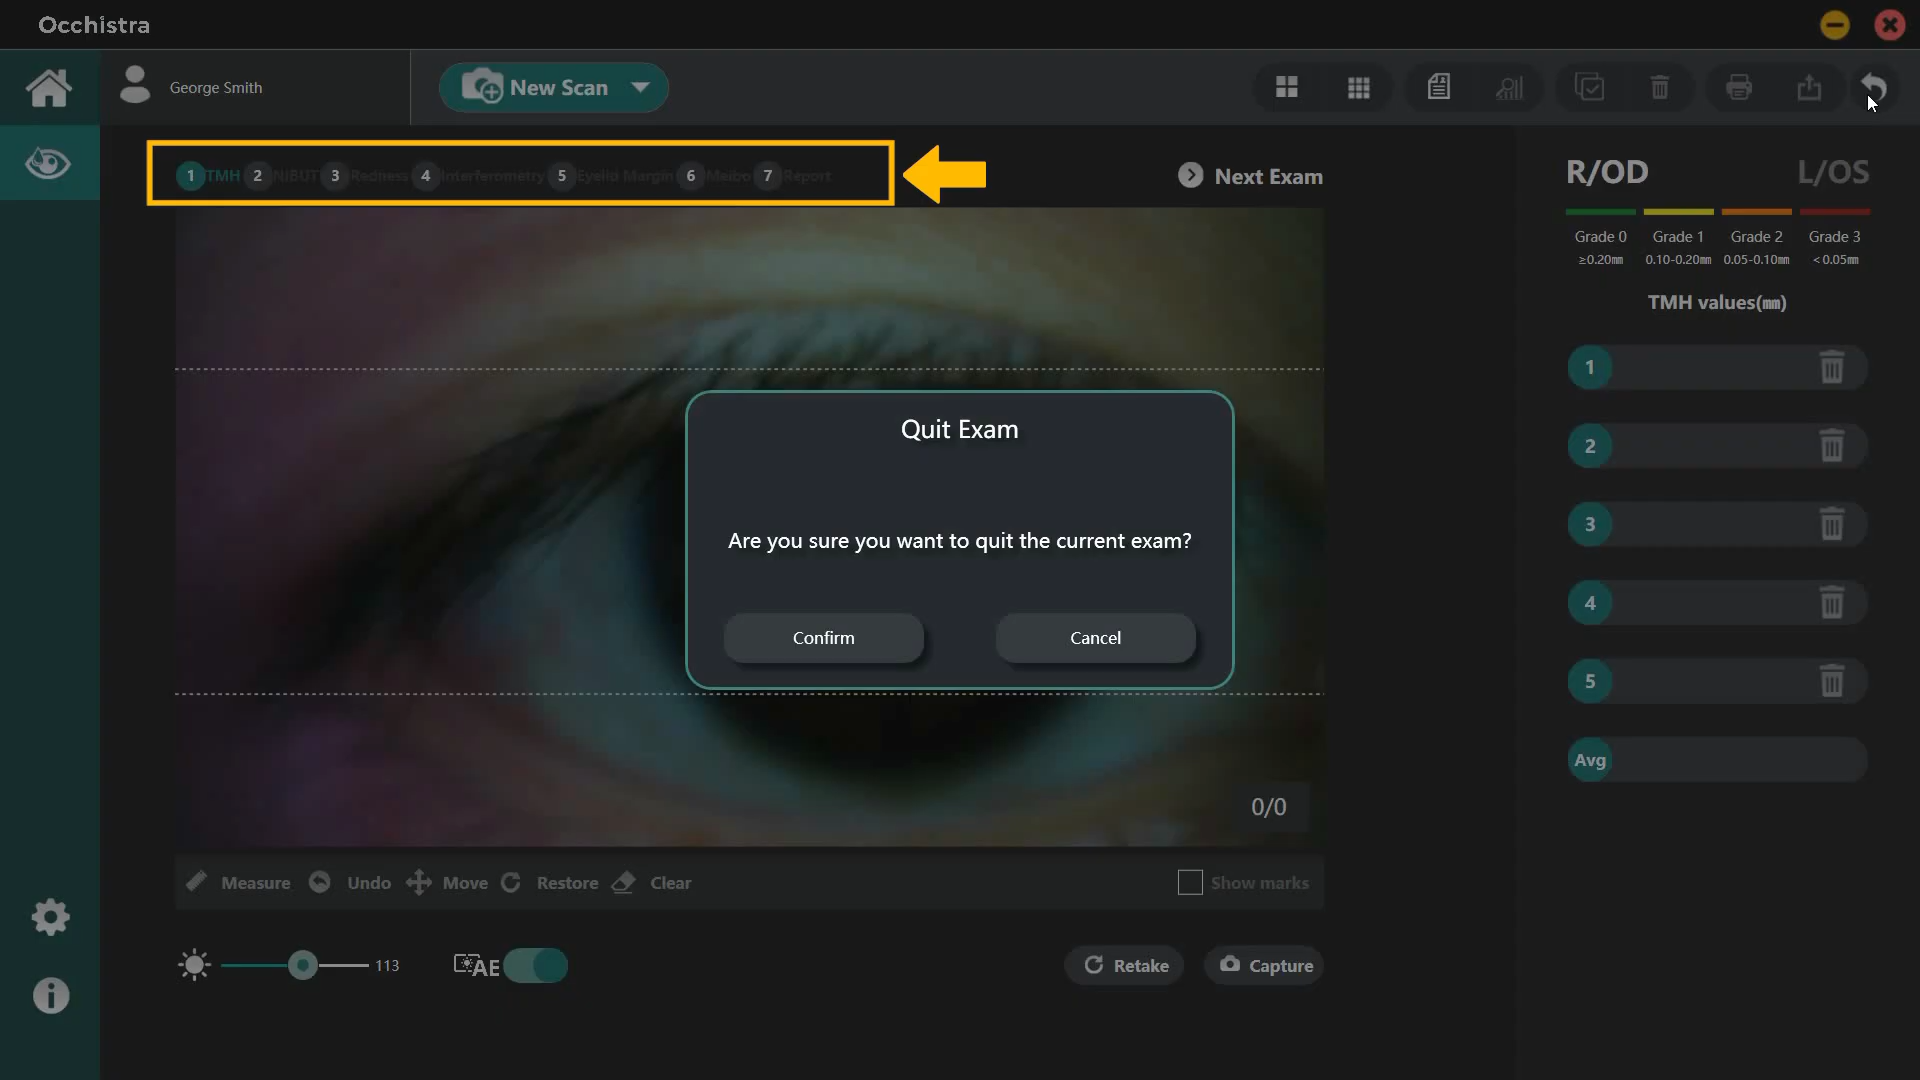 Occhistra
George Smith
New Scan
1 TMH 2 NIBUT 3 Redness 4 Interferometry 5 Eyelid Margin 6 Meibo 7 Report
Next Exam
R/OD L/OS
Grade 0 Grade 1 Grade 2 Grade 3
≥0.20㎜ 0.10-0.20㎜ 0.05-0.10㎜ <0.05㎜
TMH values(㎜)
1
2
3
4
5
Avg
Quit Exam
Are you sure you want to quit the current exam?
Confirm Cancel
0/0
Measure Undo Move Restore Clear Show marks
113 AE Retake Capture